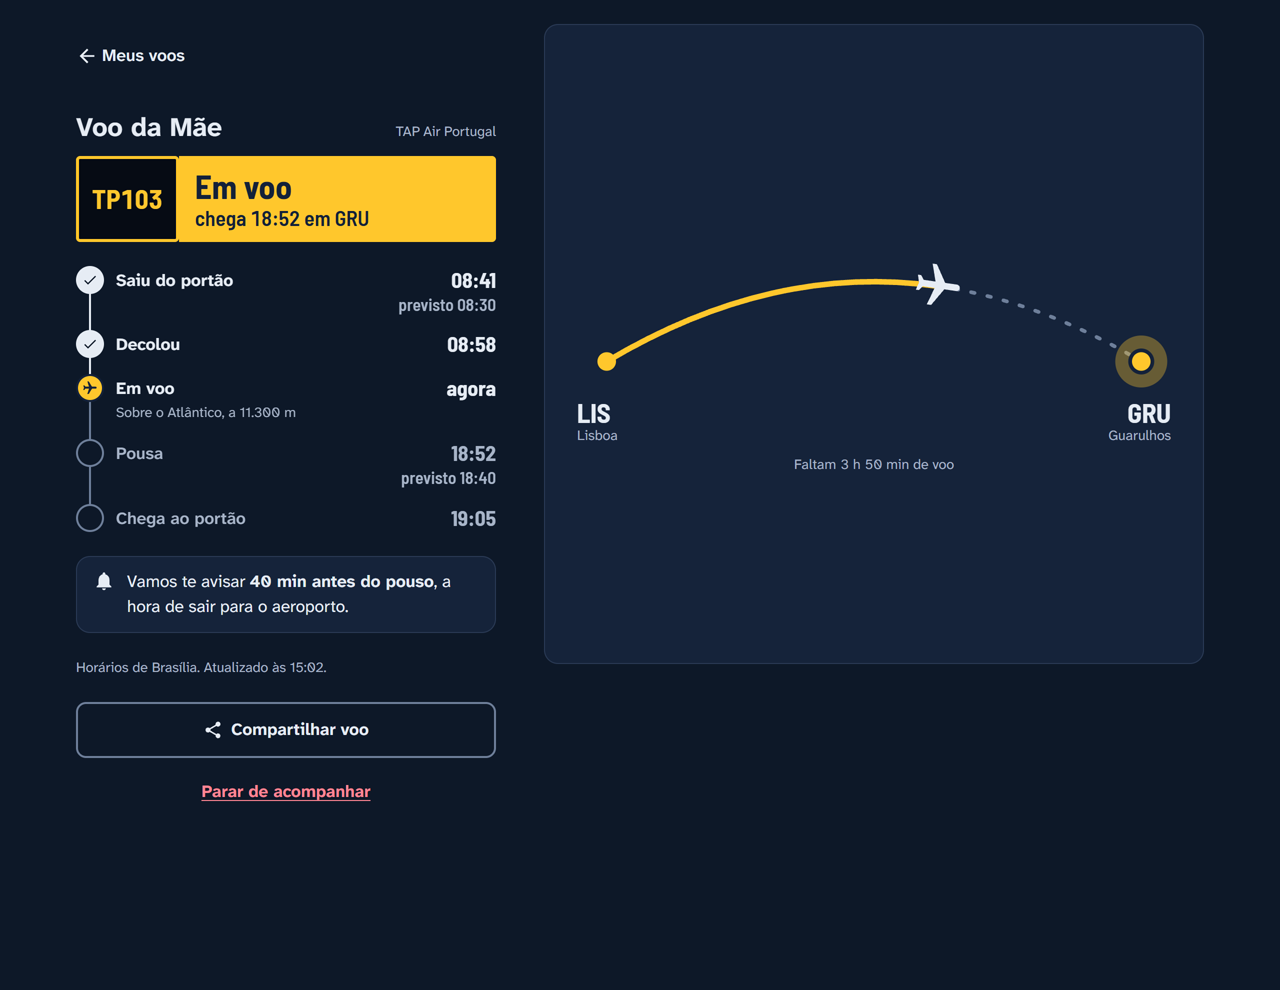 Meus voos
Voo da Mãe
TAP Air Portugal
TP103
Em voo
chega 18:52 em GRU
Saiu do portão
08:41
previsto 08:30
Decolou
08:58
Em voo
agora
Sobre o Atlântico, a 11.300 m
Pousa
18:52
previsto 18:40
Chega ao portão
19:05
Vamos te avisar 40 min antes do pouso, a
hora de sair para o aeroporto.
Horários de Brasília. Atualizado às 15:02.
Compartilhar voo
Parar de acompanhar
LIS
Lisboa
GRU
Guarulhos
Faltam 3 h 50 min de voo